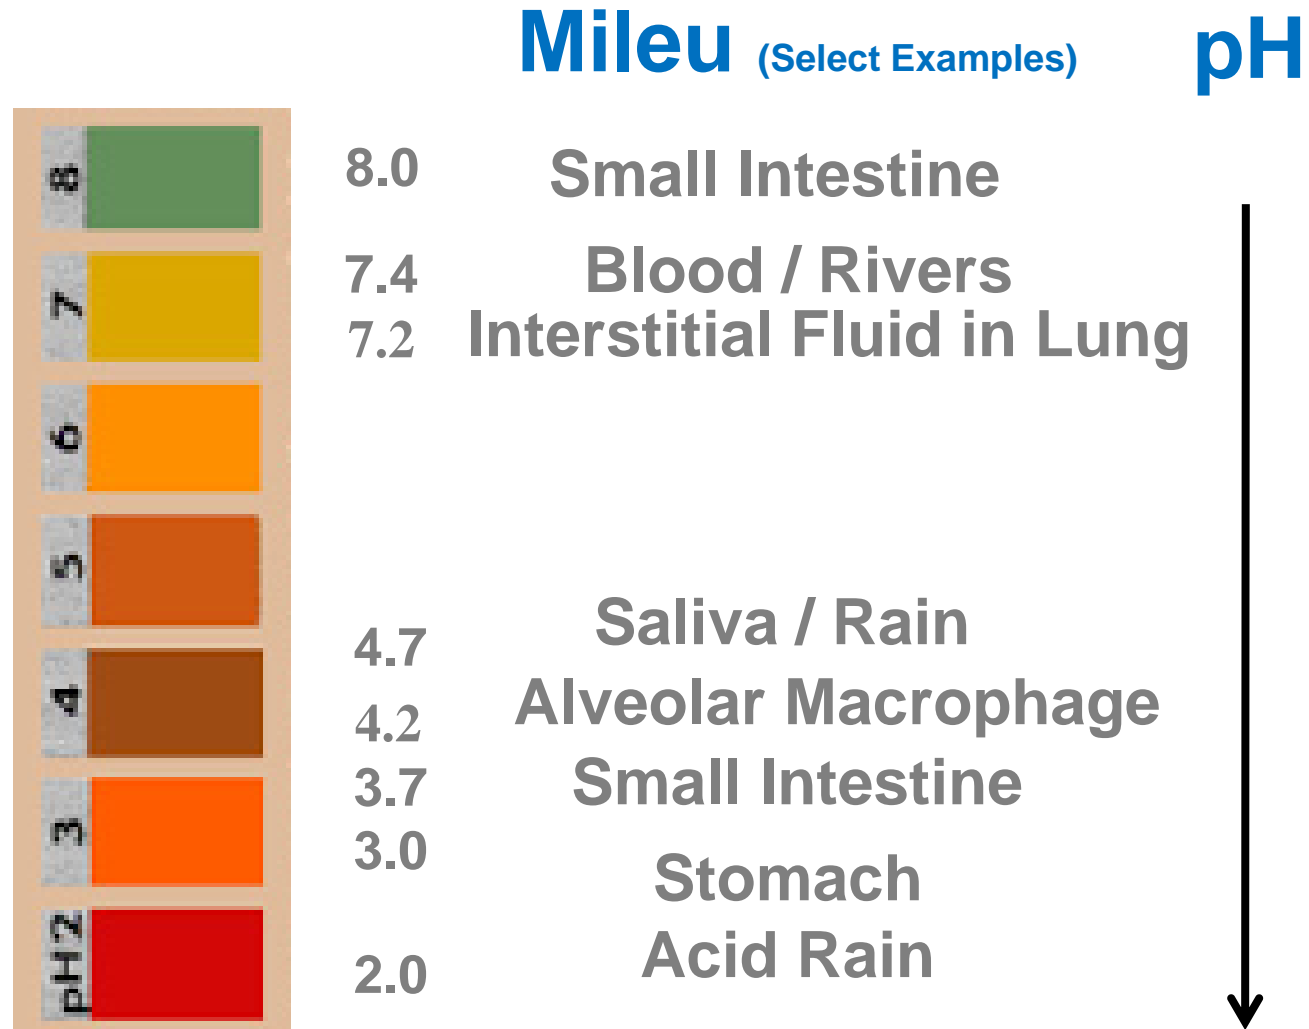 Mileu (Select Examples) pH
8 8.0 Small Intestine
7 7.4 Blood / Rivers
7.2 Interstitial Fluid in Lung
6
5
4.7 Saliva / Rain
4 4.2 Alveolar Macrophage
3.7 Small Intestine
3 3.0 Stomach
pH 2 2.0 Acid Rain